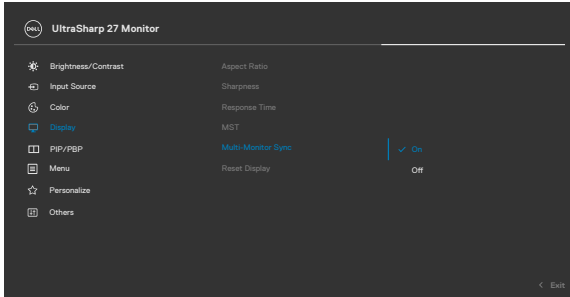 DELL UltraSharp 27 Monitor
Brightness/Contrast
Input Source
Color
Display
PIP/PBP
Menu
Personalize
Others
Aspect Ratio
Sharpness
Response Time
MST
Multi-Monitor Sync
Reset Display
On
Off
Exit